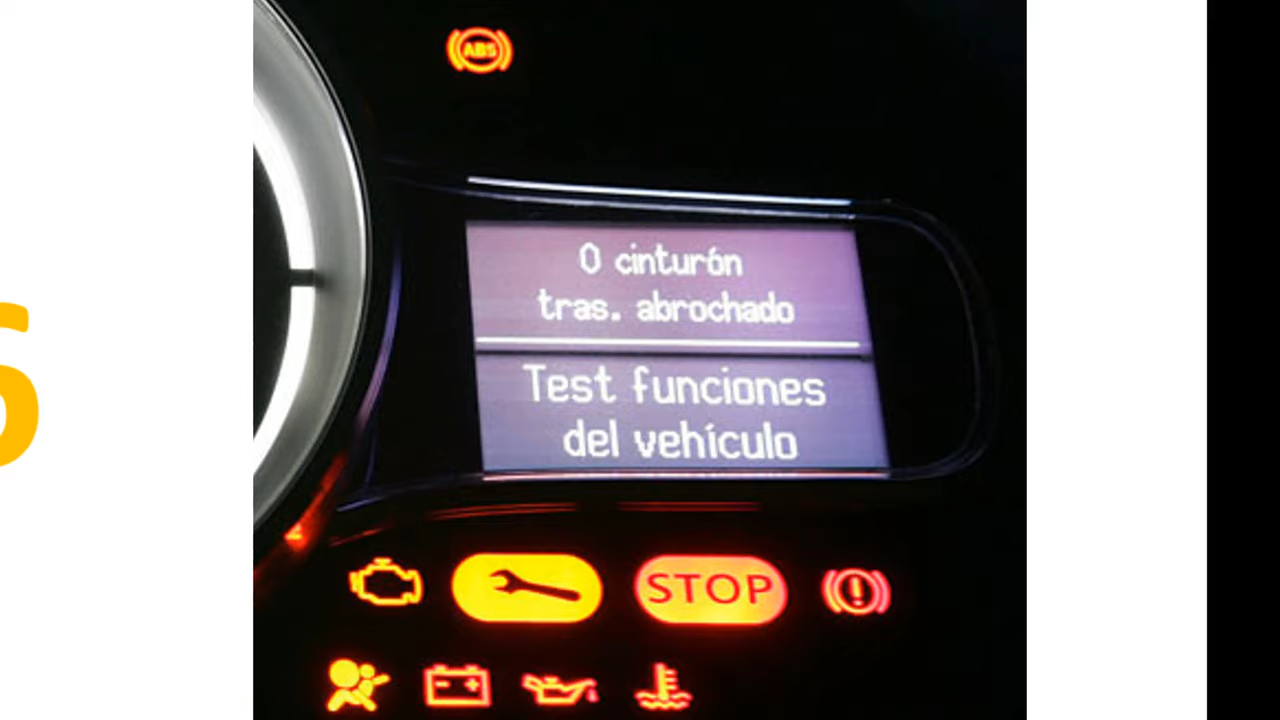 ABS
0 cinturón
tras. abrochado
Test funciones
del vehículo
STOP